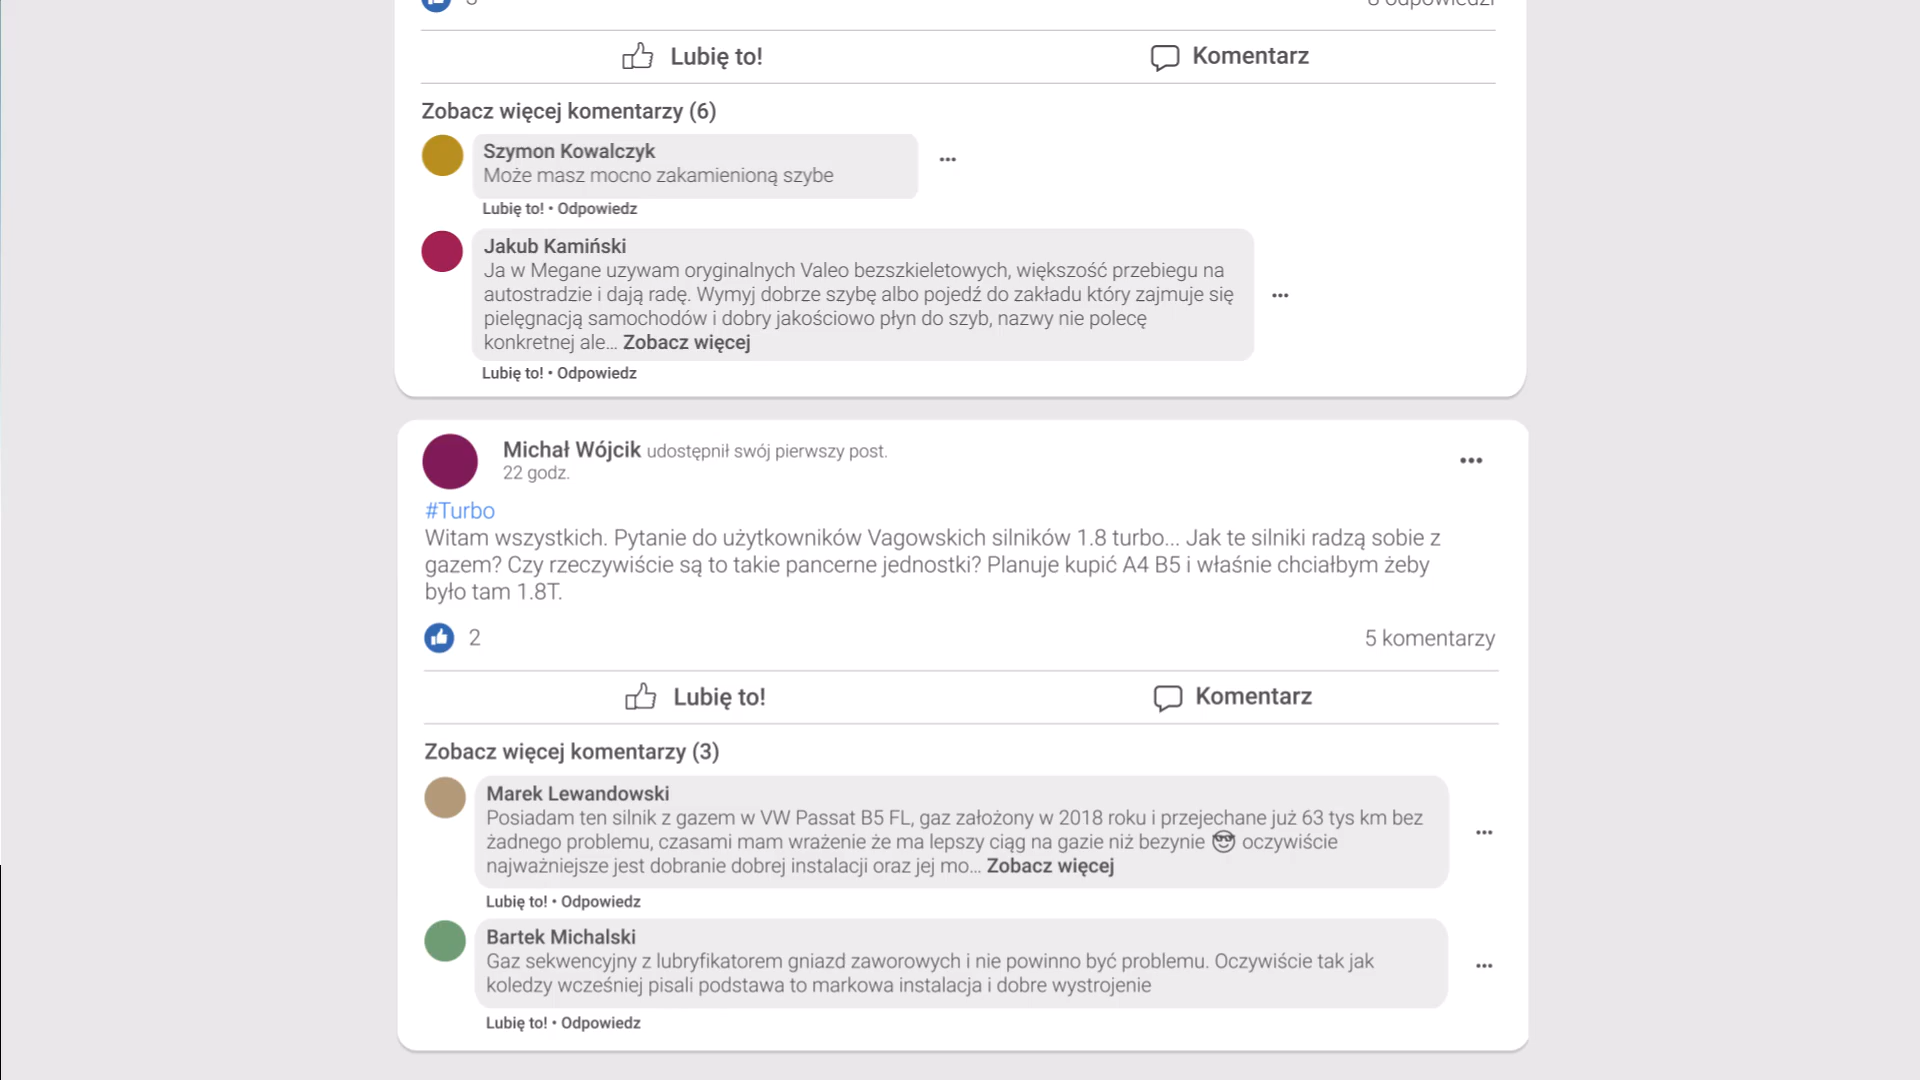 Lubię to!
Komentarz
Zobacz więcej komentarzy (6)
Szymon Kowalczyk
Może masz mocno zakamienioną szybe
Lubię to! • Odpowiedz
Jakub Kamiński
Ja w Megane uzywam oryginalnych Valeo bezszkieletowych, większość przebiegu na
autostradzie i dają radę. Wymyj dobrze szybę albo pojedź do zakładu który zajmuje się
pielęgnacją samochodów i dobry jakościowo płyn do szyb, nazwy nie polecę
konkretnej ale... Zobacz więcej
Lubię to! • Odpowiedz
Michał Wójcik udostępnił swój pierwszy post.
22 godz.
#Turbo
Witam wszystkich. Pytanie do użytkowników Vagowskich silników 1.8 turbo... Jak te silniki radzą sobie z
gazem? Czy rzeczywiście są to takie pancerne jednostki? Planuje kupić A4 B5 i właśnie chciałbym żeby
było tam 1.8T.
2
5 komentarzy
Lubię to!
Komentarz
Zobacz więcej komentarzy (3)
Marek Lewandowski
Posiadam ten silnik z gazem w VW Passat B5 FL, gaz założony w 2018 roku i przejechane już 63 tys km bez
żadnego problemu, czasami mam wrażenie że ma lepszy ciąg na gazie niż bezynie 😎 oczywiście
najważniejsze jest dobranie dobrej instalacji oraz jej mo... Zobacz więcej
Lubię to! • Odpowiedz
Bartek Michalski
Gaz sekwencyjny z lubryfikatorem gniazd zaworowych i nie powinno być problemu. Oczywiście tak jak
koledzy wcześniej pisali podstawa to markowa instalacja i dobre wystrojenie
Lubię to! • Odpowiedz